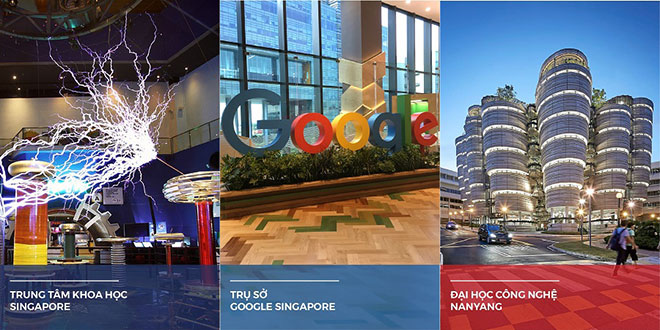 Google
TRUNG TÂM KHOA HỌC
SINGAPORE
TRỤ SỞ
GOOGLE SINGAPORE
ĐẠI HỌC CÔNG NGHỆ
NANYANG